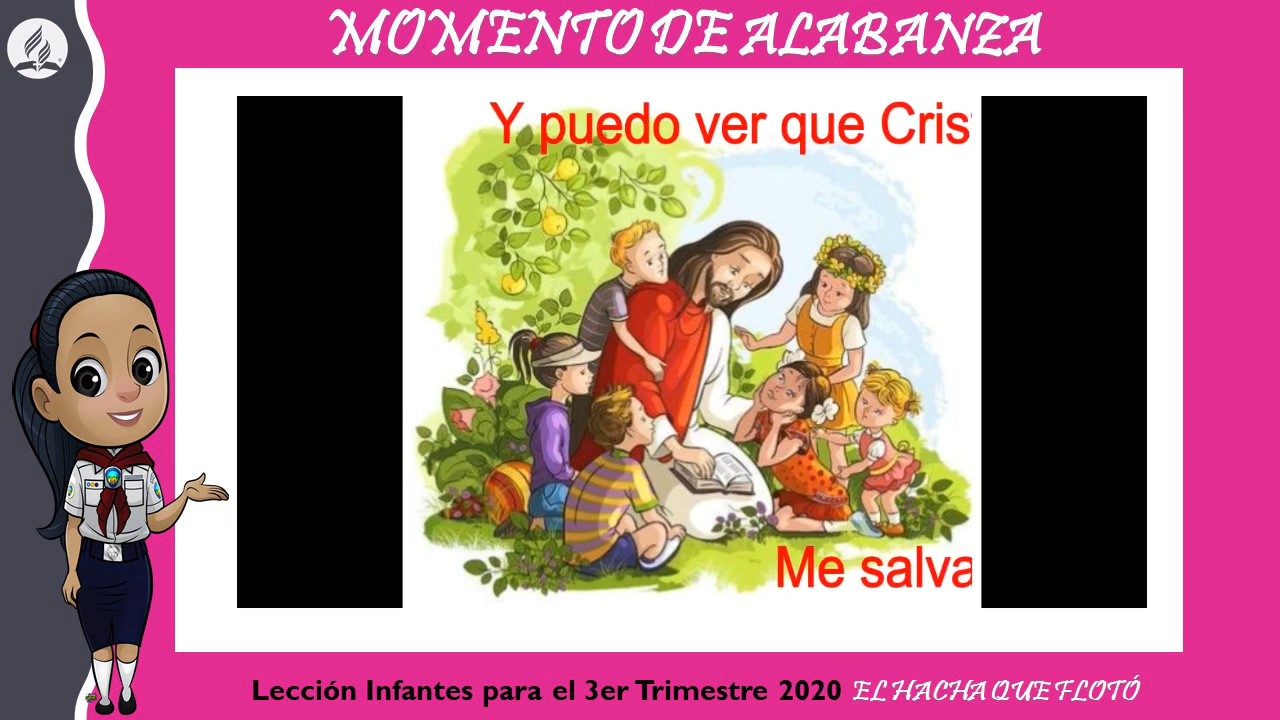 MOMENTO DE ALABANZA
Y puedo ver que Cris
Me salva
Lección Infantes para el 3er Trimestre 2020 EL HACHA QUE FLOTÓ